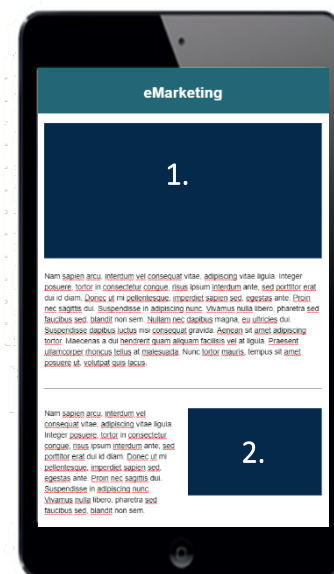 eMarketing
1.
Nam sapien arcu, interdum vel consequat vitae, adipiscing vitae ligula. Integer
posuere, tortor in consectetur congue, risus ipsum interdum ante, sed porttitor erat
dui id diam. Donec ut mi pellentesque, imperdiet sapien sed, egestas ante. Proin
nec sagittis dui. Suspendisse in adipiscing nunc. Vivamus nulla libero, pharetra sed
faucibus sed, blandit non sem. Nullam nec dapibus magna, eu ultricies dui.
Suspendisse dapibus luctus nisi consequat gravida. Aenean sit amet adipiscing
tortor. Maecenas a dui hendrerit quam aliquam facilisis vel at ligula. Praesent
ullamcorper rhoncus tellus at malesuada. Nunc tortor mauris, tempus sit amet
posuere ut, volutpat quis lacus.
Nam sapien arcu, interdum vel
consequat vitae, adipiscing vitae ligula.
Integer posuere, tortor in consectetur
congue, risus ipsum interdum ante, sed
porttitor erat dui id diam. Donec ut mi
pellentesque, imperdiet sapien sed,
egestas ante. Proin nec sagittis dui.
Suspendisse in adipiscing nunc.
Vivamus nulla libero, pharetra sed
faucibus sed, blandit non sem.
2.